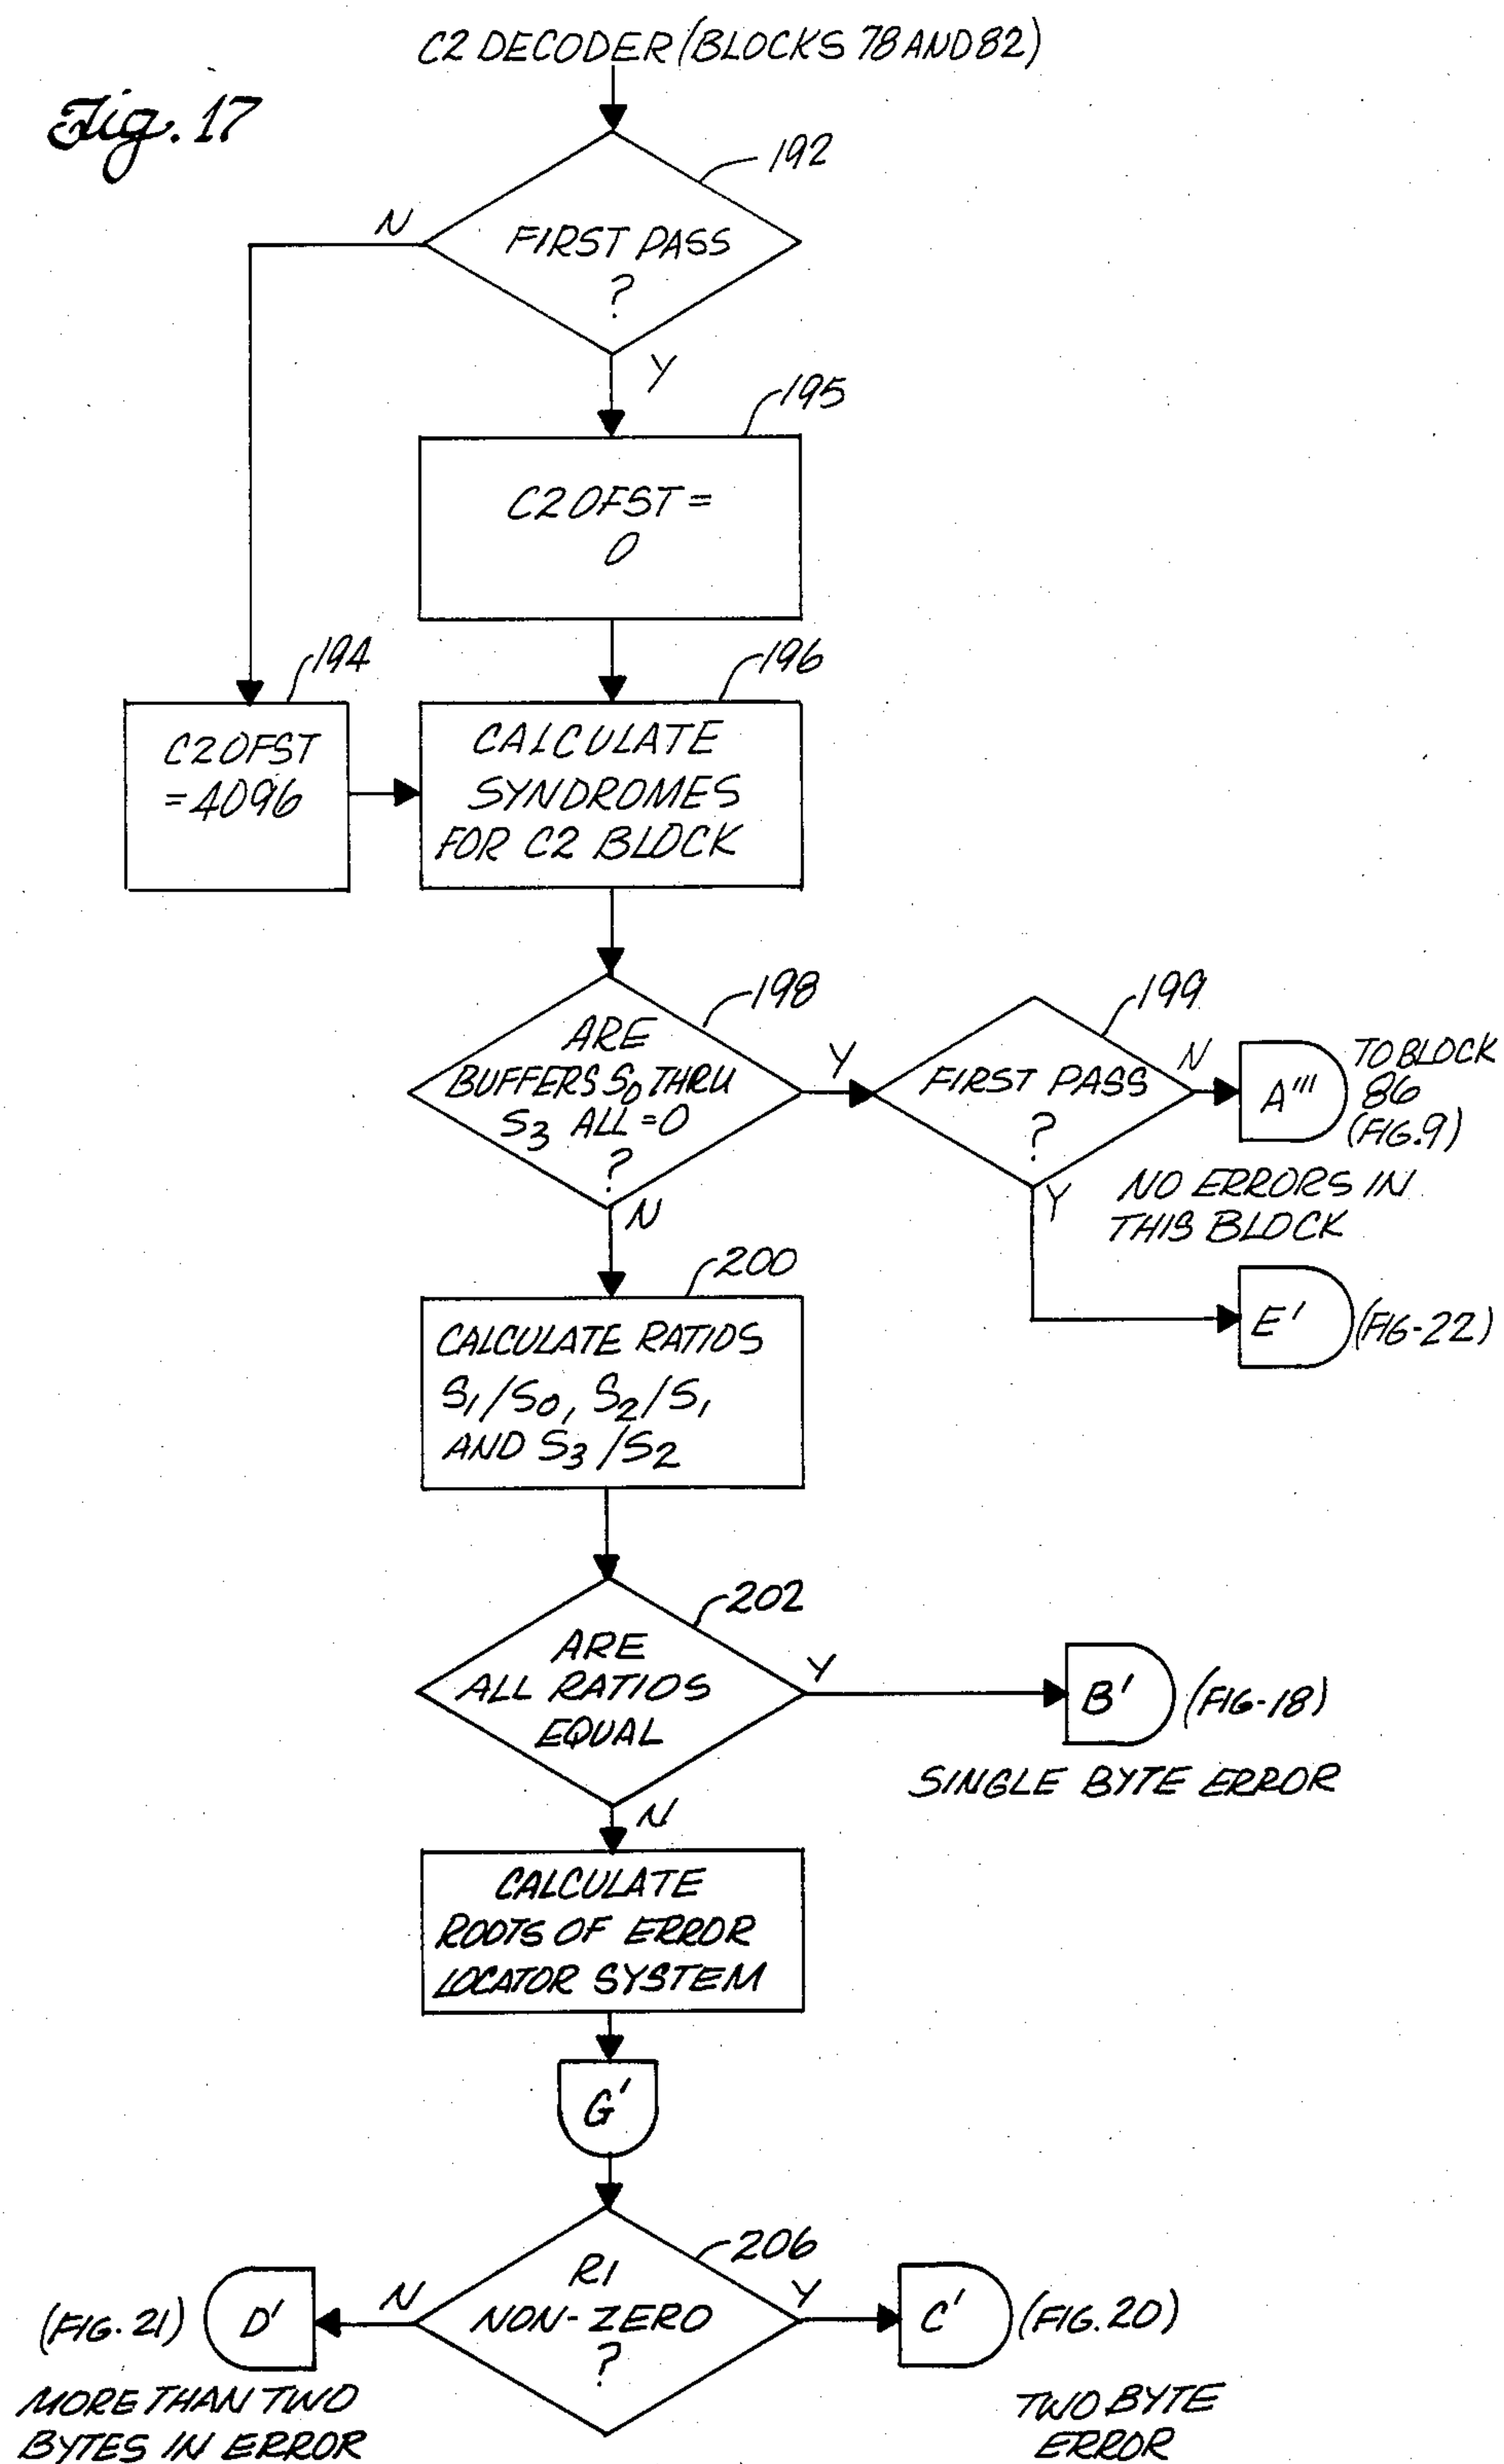 C2 DECODER (BLOCKS 78 AND 82)
Fig. 17
192
N
FIRST PASS
?
Y
195
C2OFST =
0
194
C2OFST
=4096
196
CALCULATE
SYNDROMES
FOR C2 BLOCK
198
ARE
BUFFERS S0 THRU
S3 ALL =0
?
Y
N
199
FIRST PASS
?
N
Y
A'''
TO BLOCK
86
(FIG.9)
NO ERRORS IN
THIS BLOCK
E'
(FIG-22)
200
CALCULATE RATIOS
S1/S0, S2/S1
AND S3/S2
202
ARE
ALL RATIOS
EQUAL
Y
B'
(FIG-18)
SINGLE BYTE ERROR
N
CALCULATE
ROOTS OF ERROR
LOCATOR SYSTEM
G'
206
R1
NON-ZERO
?
N
D'
(FIG. 21)
MORE THAN TWO
BYTES IN ERROR
Y
C'
(FIG.20)
TWO BYTE
ERROR